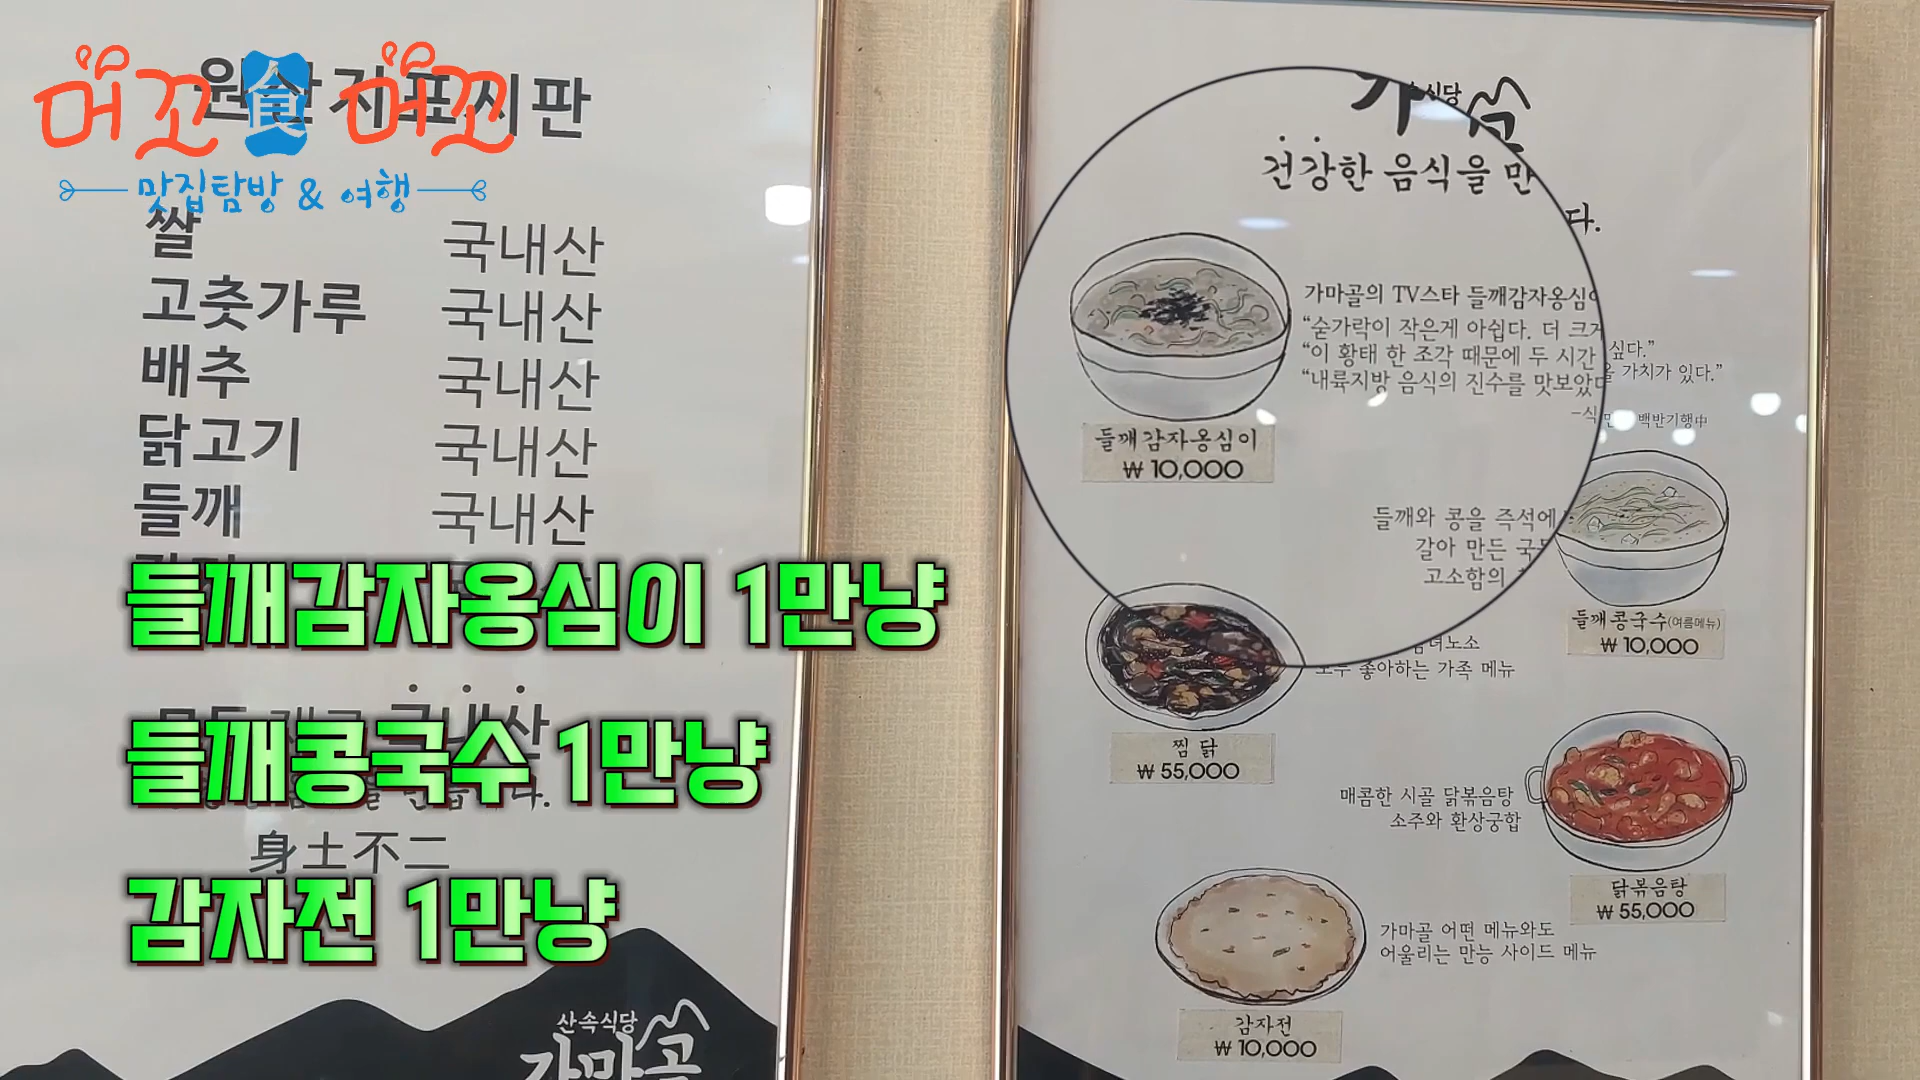 머꼬 食 머꼬
맛집탐방 & 여행
원산지표시판
쌀 국내산
고춧가루 국내산
배추 국내산
닭고기 국내산
들깨 국내산
들깨감자옹심이 1만냥
들깨콩국수 1만냥
감자전 1만냥
국내산
身土不二
산속식당
가마골
식당
건강한 음식을 만
다.
가마골의 TV스타 들깨감자옹심이
“숟가락이 작은게 아쉽다. 더 크게
싶다.”
“이 황태 한 조각 때문에 두 시간
가치가 있다.”
“내륙지방 음식의 진수를 맛보았다
백반기행中
들깨감자옹심이
₩ 10,000
들깨와 콩을 즉석에서
갈아 만든 국물
고소함의
들깨콩국수(여름메뉴)
₩ 10,000
모두 좋아하는 가족 메뉴
찜닭
₩ 55,000
매콤한 시골 닭볶음탕
소주와 환상궁합
닭볶음탕
₩ 55,000
가마골 어떤 메뉴와도
어울리는 만능 사이드 메뉴
감자전
₩ 10,000